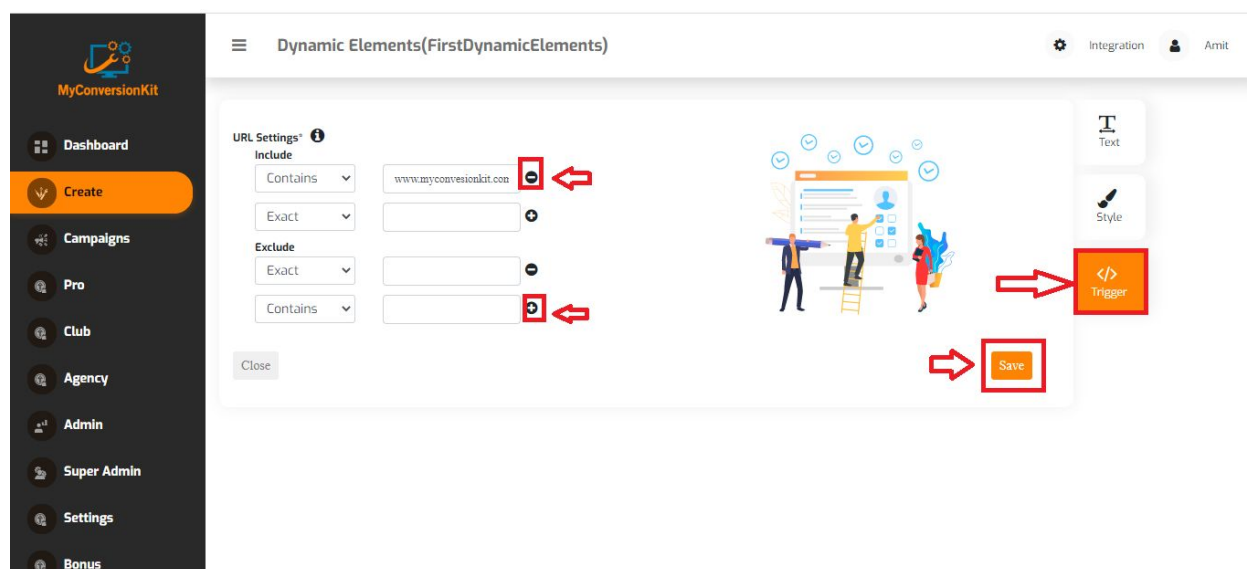 MyConversionKit
Dashboard
Create
Campaigns
Pro
Club
Agency
Admin
Super Admin
Settings
Bonus
Dynamic Elements(FirstDynamicElements)
Integration
Amit
URL Settings*
Include
Contains
www.myconvesionkit.con
Exact
Exclude
Exact
Contains
Close
Save
Text
Style
</>
Trigger